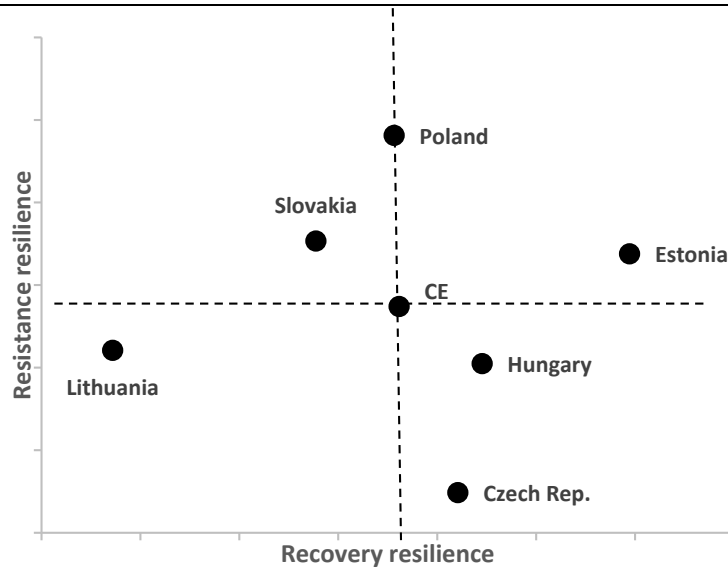 Poland
Slovakia
Estonia
CE
Resistance resilience
Hungary
Lithuania
Czech Rep.
Recovery resilience